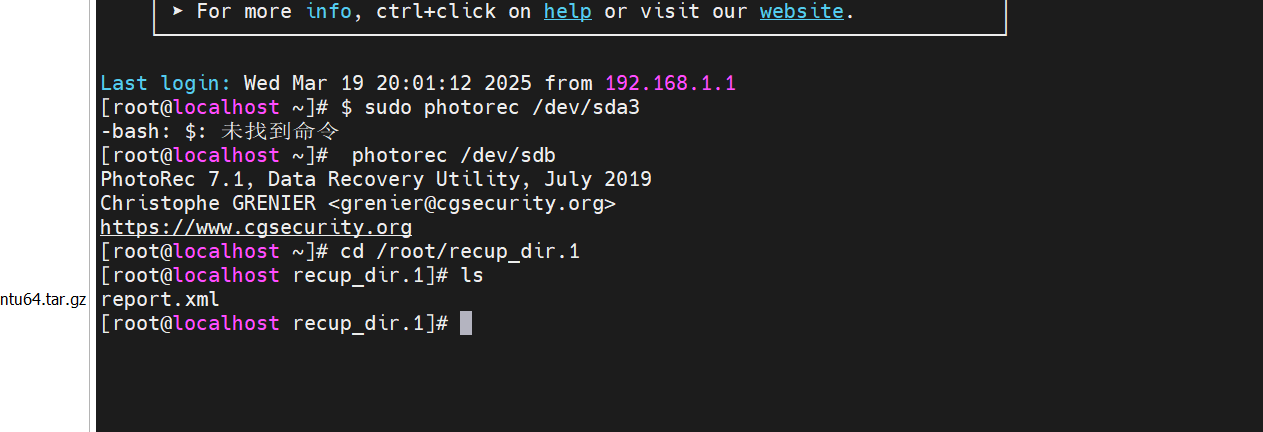 ➤ For more info, ctrl+click on help or visit our website.
Last login: Wed Mar 19 20:01:12 2025 from 192.168.1.1
[root@localhost ~]# $ sudo photorec /dev/sda3
-bash: $: 未找到命令
[root@localhost ~]#  photorec /dev/sdb
PhotoRec 7.1, Data Recovery Utility, July 2019
Christophe GRENIER <grenier@cgsecurity.org>
https://www.cgsecurity.org
[root@localhost ~]# cd /root/recup_dir.1
[root@localhost recup_dir.1]# ls
ntu64.tar.gz
report.xml
[root@localhost recup_dir.1]#